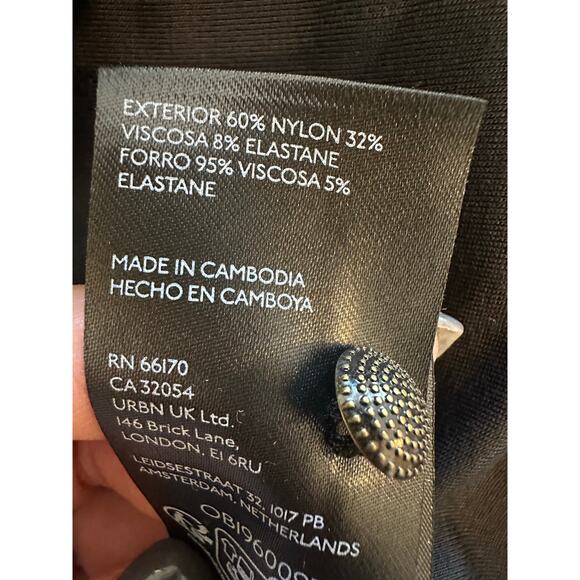 EXTERIOR 60% NYLON 32%
VISCOSA 8% ELASTANE
FORRO 95% VISCOSA 5%
ELASTANE
MADE IN CAMBODIA
HECHO EN CAMBOYA
RN 66170
CA 32054
URBN UK Ltd.
146 Brick Lane,
LONDON. E1 6RU
LEIDSESTRAAT 32, 1017 PB
AMSTERDAM, NETHERLANDS